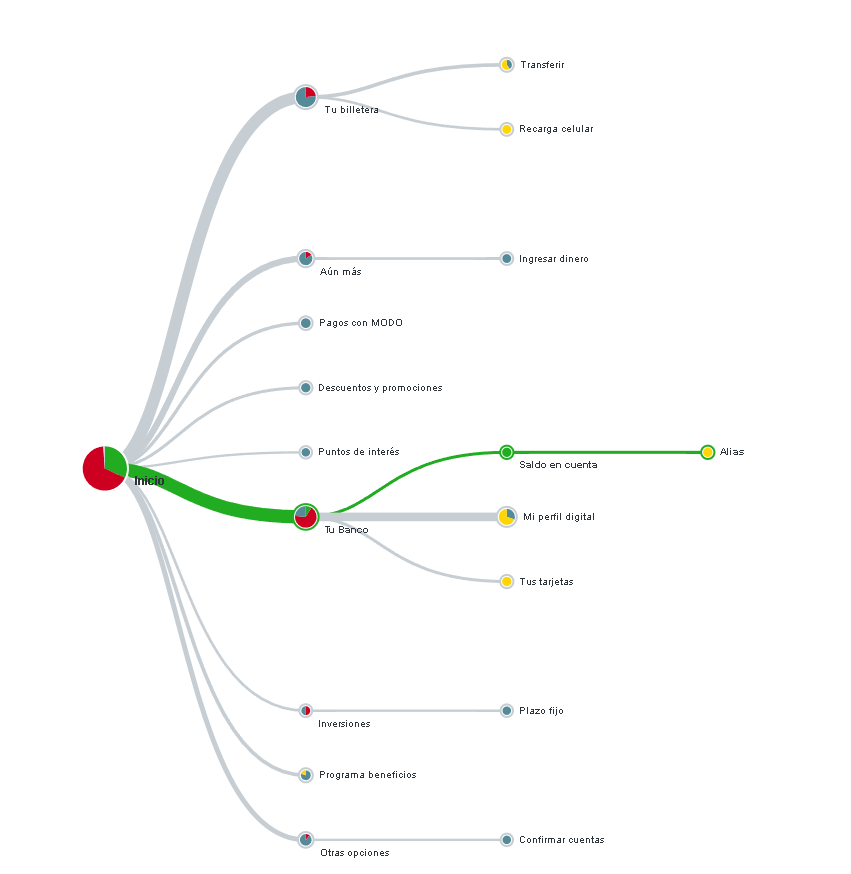 Transferir
Tu billetera
Recarga celular
Ingresar dinero
Aún más
Pagos con MODO
Descuentos y promociones
Puntos de interés
Alias
Saldo en cuenta
Inicio
Mi perfil digital
Tu Banco
Tus tarjetas
Plazo fijo
Inversiones
Programa beneficios
Confirmar cuentas
Otras opciones